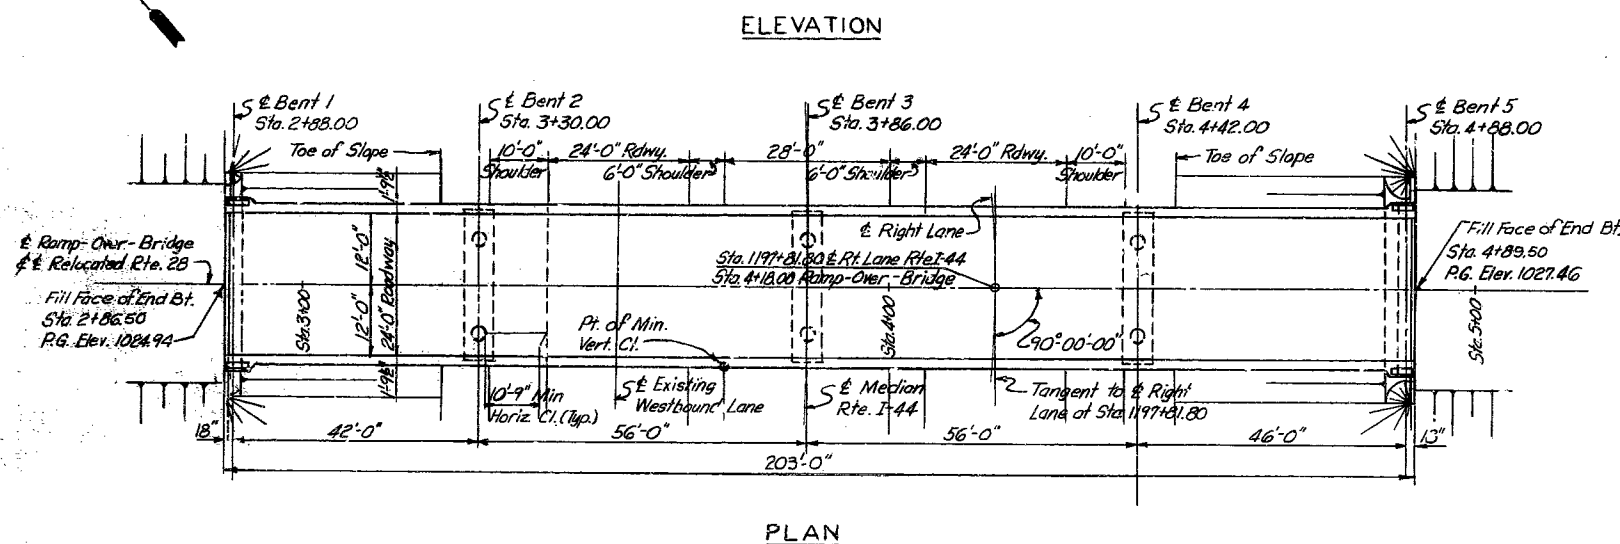 ELEVATION
℄ Bent 1
Sta. 2+88.00
℄ Bent 2
Sta. 3+30.00
℄ Bent 3
Sta. 3+86.00
℄ Bent 4
Sta. 4+42.00
℄ Bent 5
Sta. 4+88.00
Toe of Slope
10'-0"
Shoulder
24'-0" Rdwy.
6'-0" Shoulder
28'-0"
6'-0" Shoulder
24'-0" Rdwy.
10'-0"
Shoulder
Toe of Slope
1'-9½"
℄ Ramp-Over-Bridge
& ℄ Relocated Rte. 28
Fill Face of End Bt.
Sta. 2+86.50
P.G. Elev. 1024.94
Sta. 3+00
12'-0"
12'-0"
24'-0" Roadway
1'-9½"
℄ Right Lane
Sta. 1197+81.80 ℄ Rt. Lane Rte I-44
Sta. 4+18.00 Ramp-Over-Bridge
Sta. 4+00
90°00'-00"
Fill Face of End Bt.
Sta. 4+89.50
P.G. Elev. 1027.46
Sta. 5+00
Pt. of Min.
Vert. Cl.
10'-9" Min
Horiz Cl. (Typ.)
℄ Existing
Westbound Lane
℄ Median
Rte. I-44
Tangent to ℄ Right
Lane at Sta 1197+81.80
18"
42'-0"
56'-0"
56'-0"
46'-0"
18"
203'-0"
PLAN